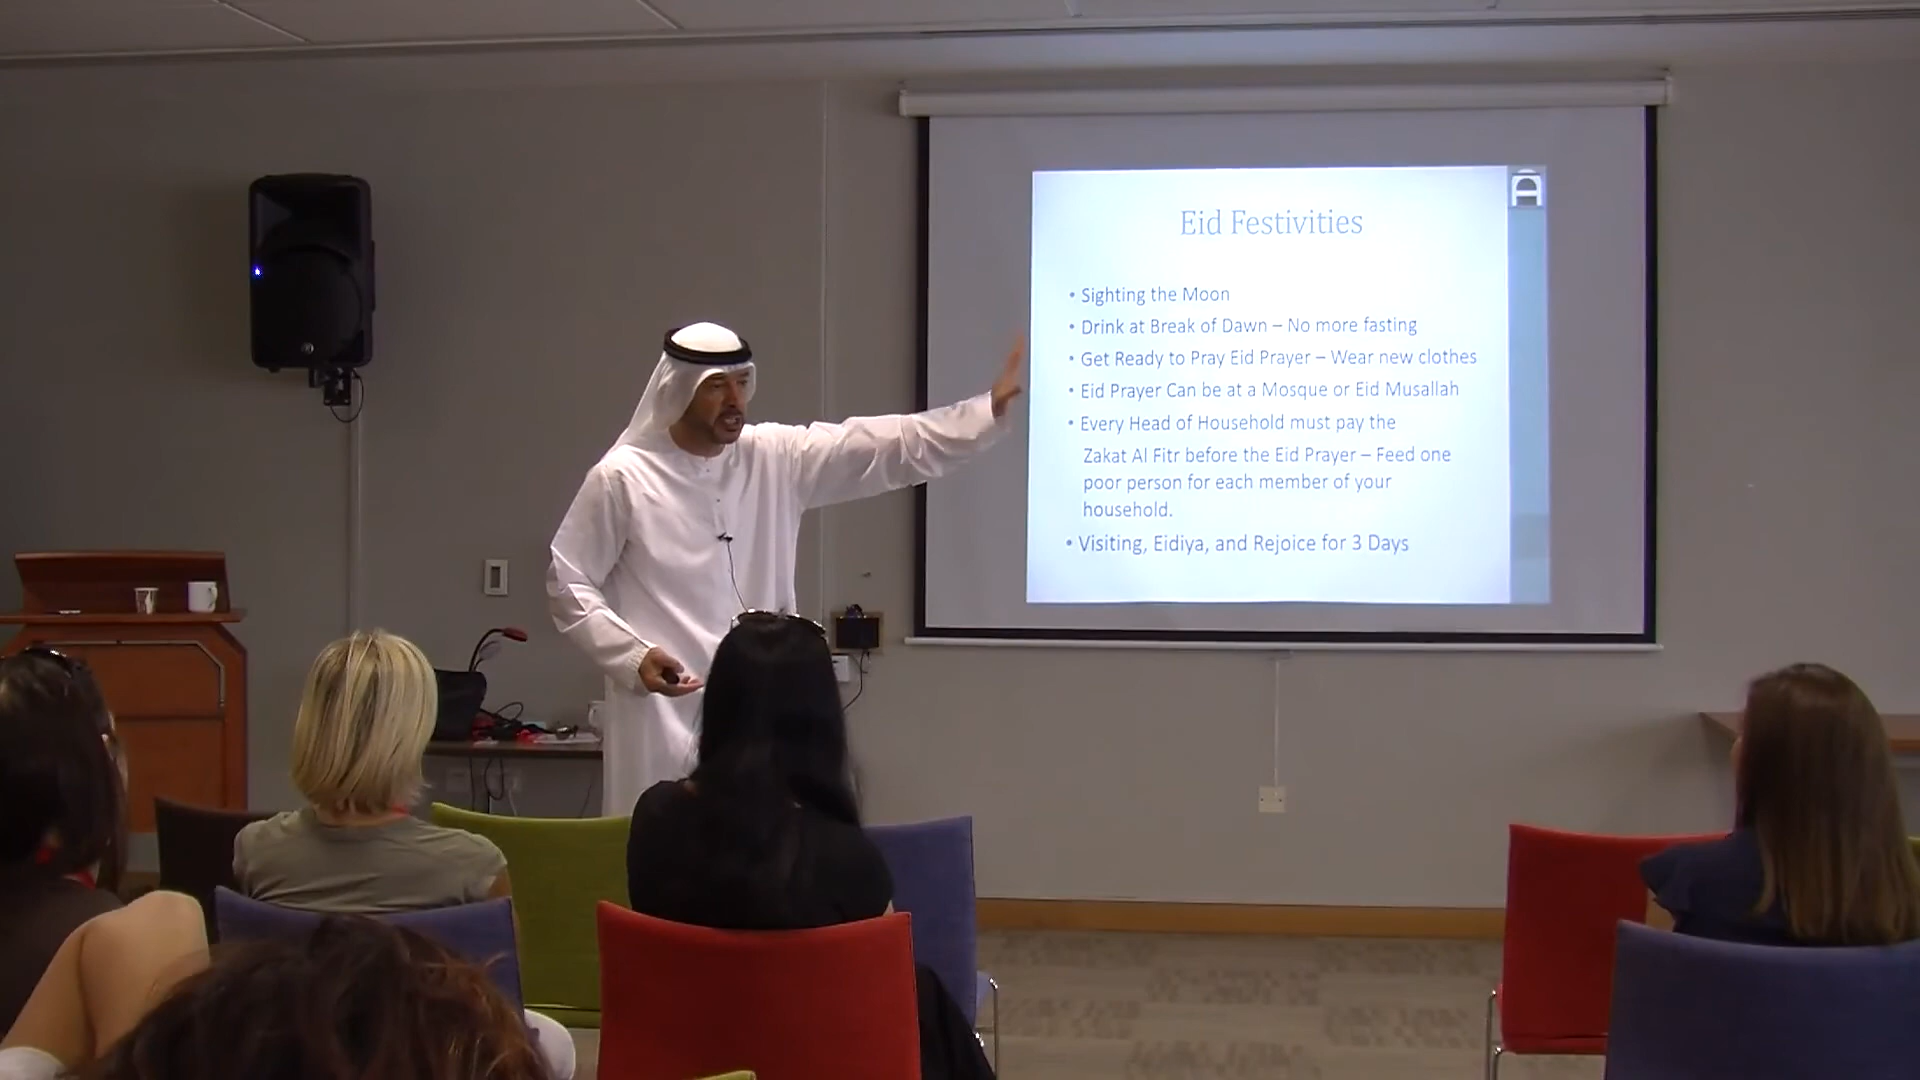 Eid Festivities
• Sighting the Moon
• Drink at Break of Dawn – No more fasting
• Get Ready to Pray Eid Prayer – Wear new clothes
• Eid Prayer Can be at a Mosque or Eid Musallah
• Every Head of Household must pay the
Zakat Al Fitr before the Eid Prayer – Feed one
poor person for each member of your
household.
• Visiting, Eidiya, and Rejoice for 3 Days